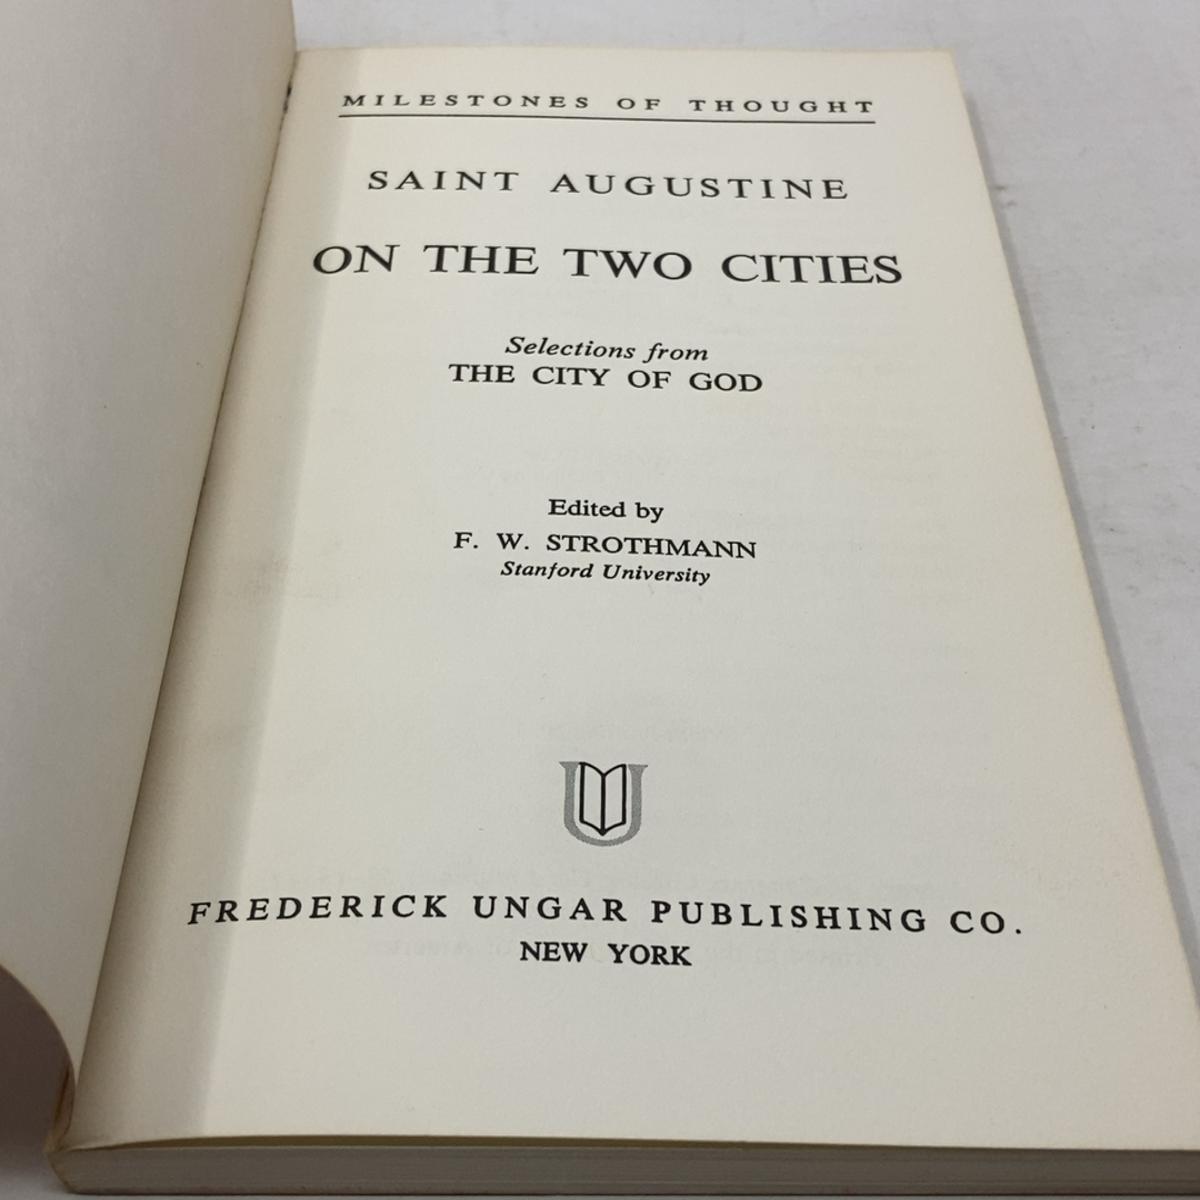 MILESTONES OF THOUGHT
SAINT AUGUSTINE
ON THE TWO CITIES
Selections from
THE CITY OF GOD
Edited by
F. W. STROTHMANN
Stanford University
FREDERICK UNGAR PUBLISHING CO.
NEW YORK